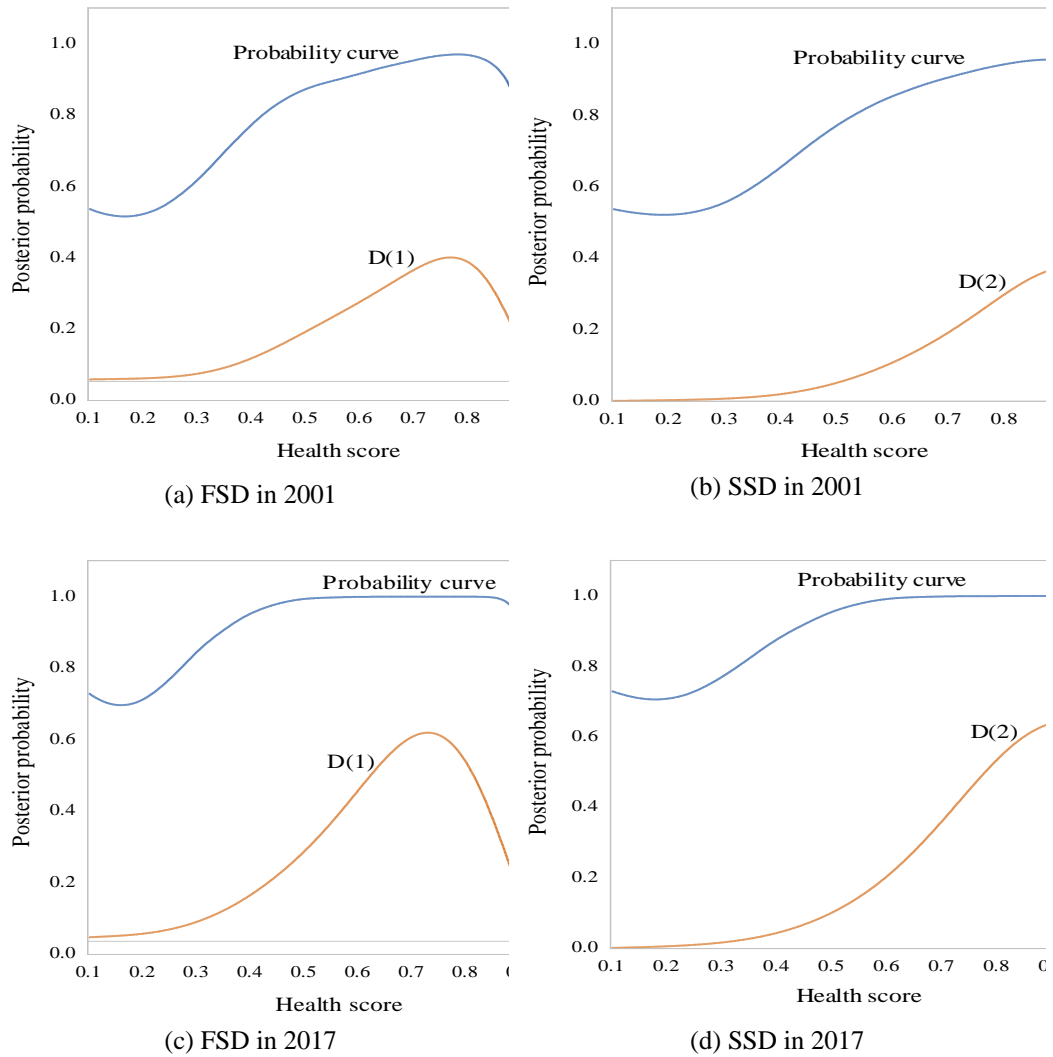 Posterior probability
1.0
0.8
0.6
0.4
0.2
0.0
Probability curve
D(1)
0.1 0.2 0.3 0.4 0.5 0.6 0.7 0.8
Health score
(a) FSD in 2001
Posterior probability
1.0
0.8
0.6
0.4
0.2
0.0
Probability curve
D(2)
0.1 0.2 0.3 0.4 0.5 0.6 0.7 0.8
Health score
(b) SSD in 2001
Posterior probability
1.0
0.8
0.6
0.4
0.2
0.0
Probability curve
D(1)
0.1 0.2 0.3 0.4 0.5 0.6 0.7 0.8
Health score
(c) FSD in 2017
Posterior probability
1.0
0.8
0.6
0.4
0.2
0.0
Probability curve
D(2)
0.1 0.2 0.3 0.4 0.5 0.6 0.7 0.8
Health score
(d) SSD in 2017